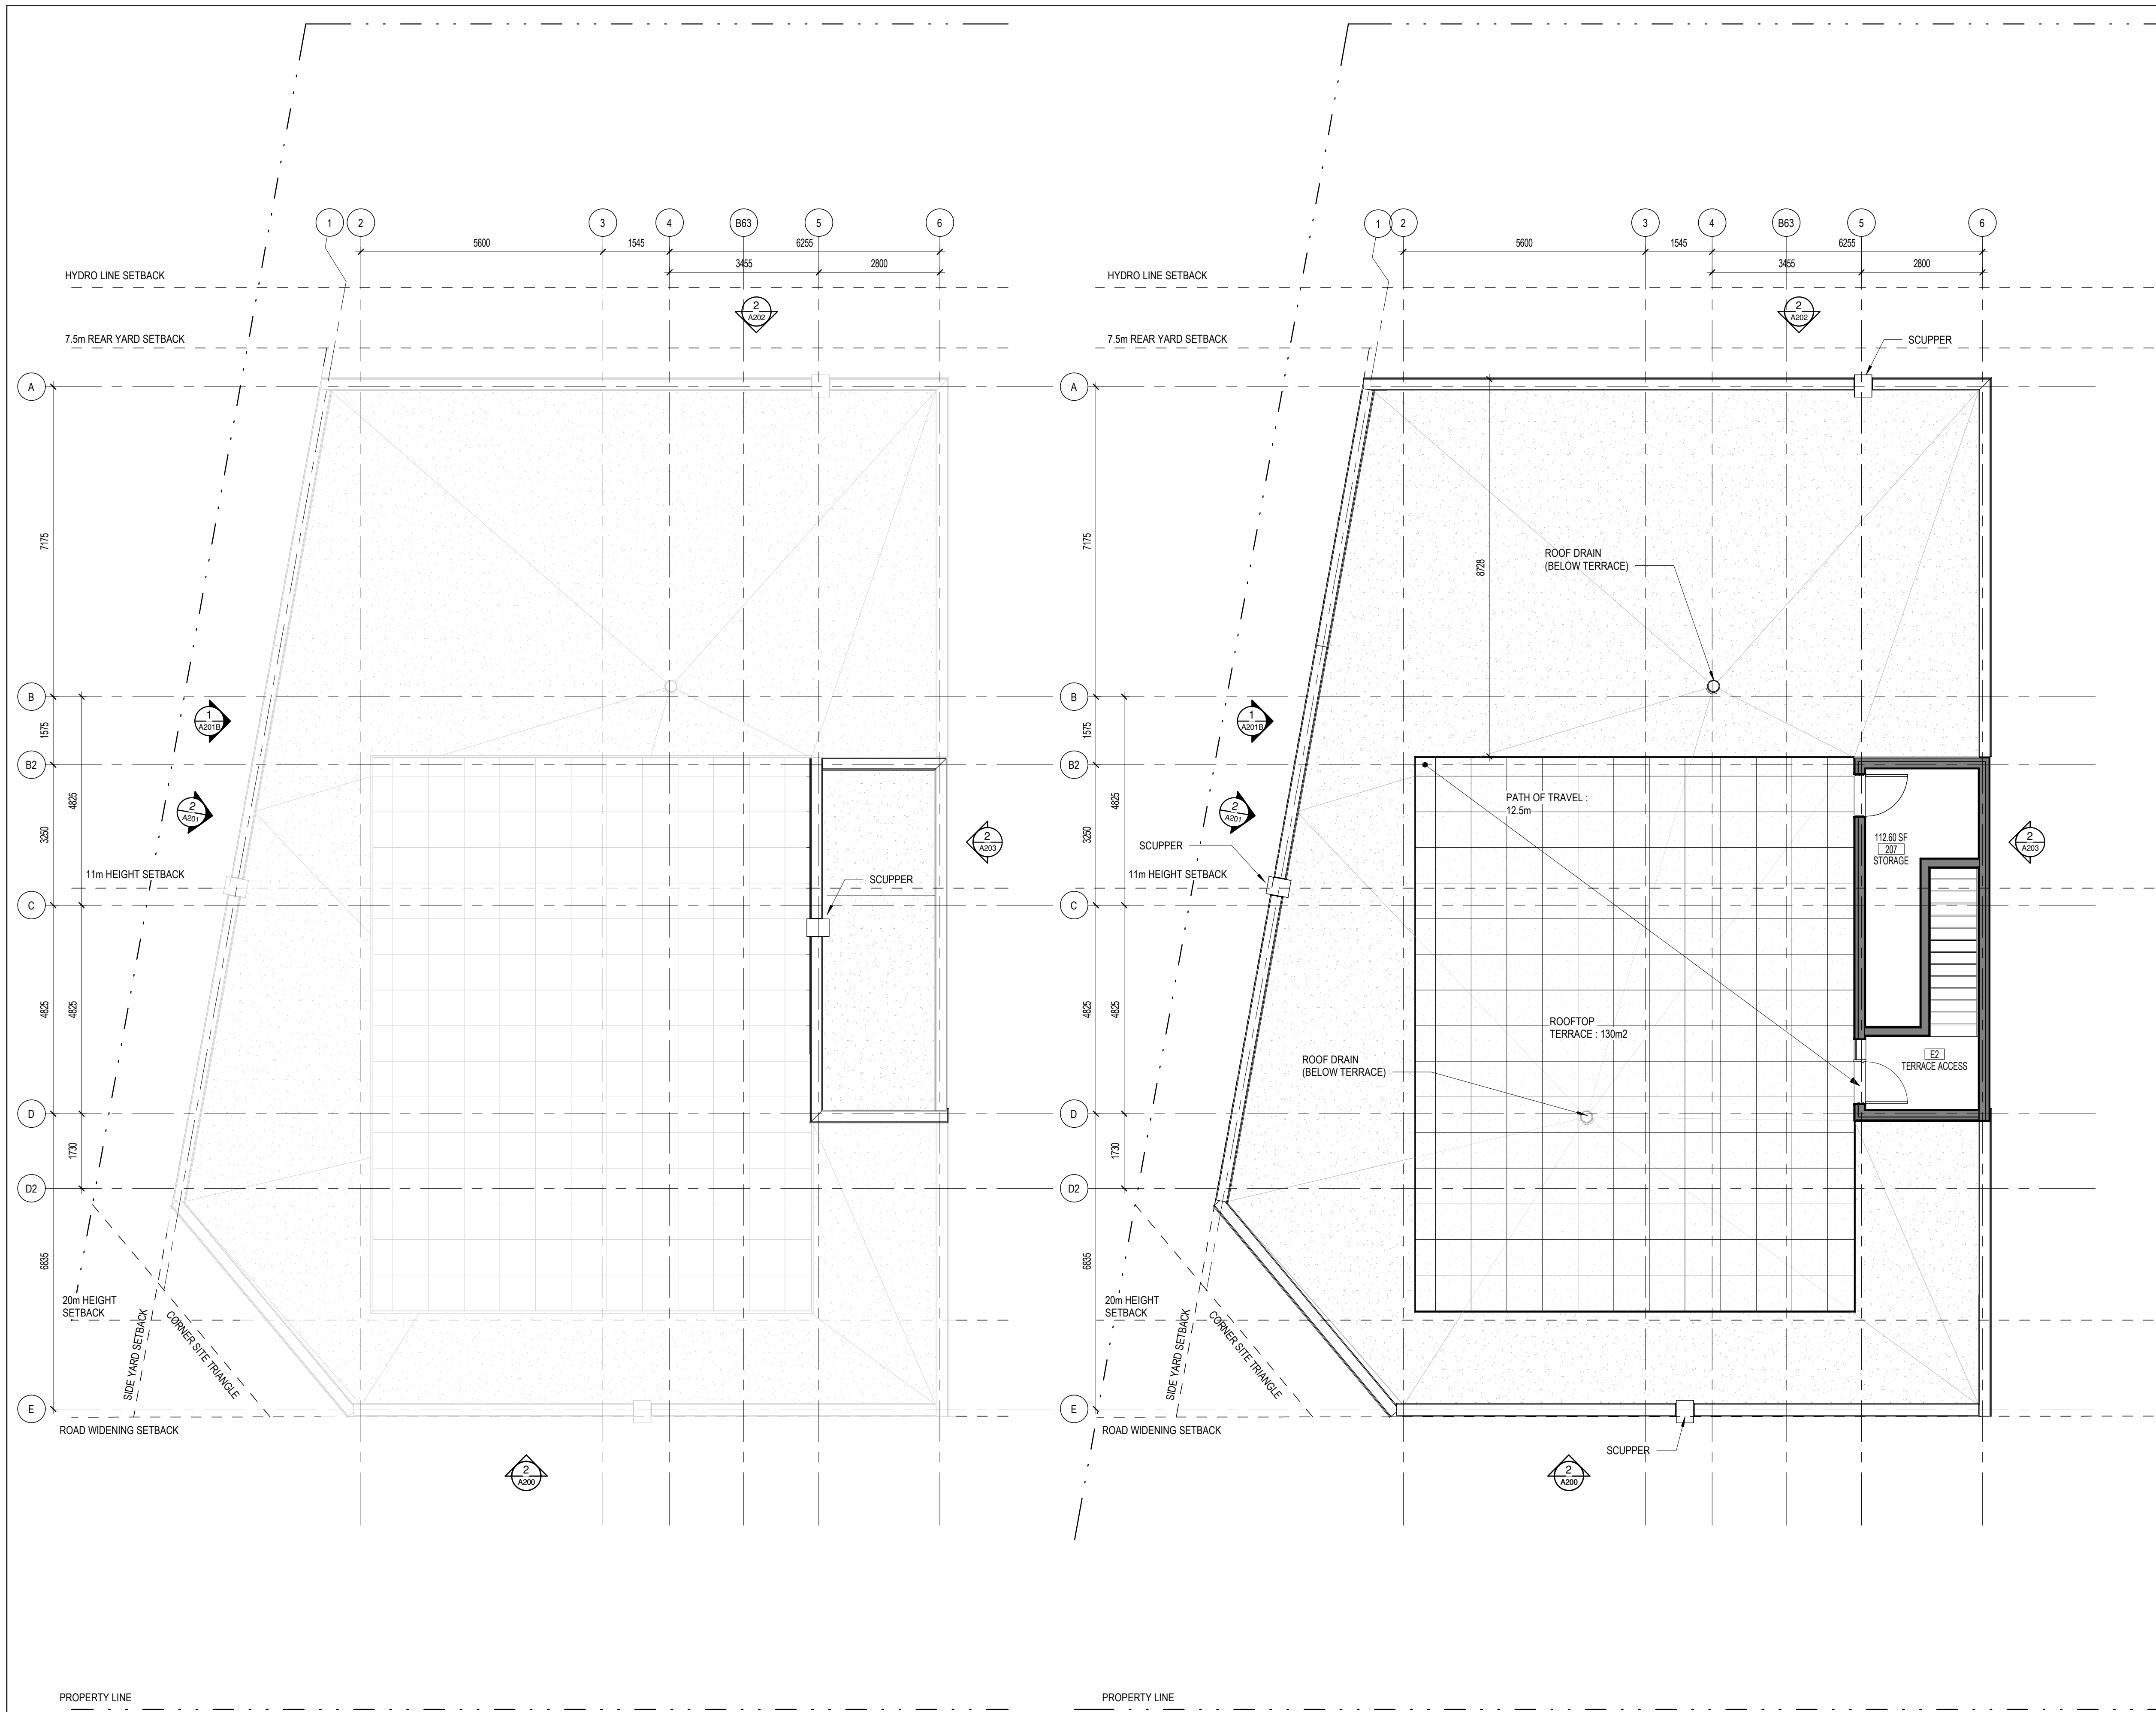 1
2
3
4
B63
5
6
5600
1545
6255
3455
2800
HYDRO LINE SETBACK
2
A202
7.5m REAR YARD SETBACK
A
7175
B
1
A201B
1575
B2
4825
3250
2
A201
2
A203
11m HEIGHT SETBACK
SCUPPER
C
4825
4825
D
1730
D2
6835
20m HEIGHT
SETBACK
SIDE YARD SETBACK
CORNER SITE TRIANGLE
E
ROAD WIDENING SETBACK
2
A200
PROPERTY LINE
1
2
3
4
B63
5
6
5600
1545
6255
3455
2800
HYDRO LINE SETBACK
2
A202
7.5m REAR YARD SETBACK
SCUPPER
A
7175
8728
ROOF DRAIN
(BELOW TERRACE)
B
1
A201B
1575
B2
PATH OF TRAVEL :
12.5m
4825
3250
2
A201
112.60 SF
207
STORAGE
2
A203
SCUPPER
11m HEIGHT SETBACK
C
4825
4825
ROOFTOP
TERRACE : 130m2
ROOF DRAIN
(BELOW TERRACE)
E2
TERRACE ACCESS
D
1730
D2
6835
20m HEIGHT
SETBACK
SIDE YARD SETBACK
CORNER SITE TRIANGLE
E
ROAD WIDENING SETBACK
SCUPPER
2
A200
PROPERTY LINE